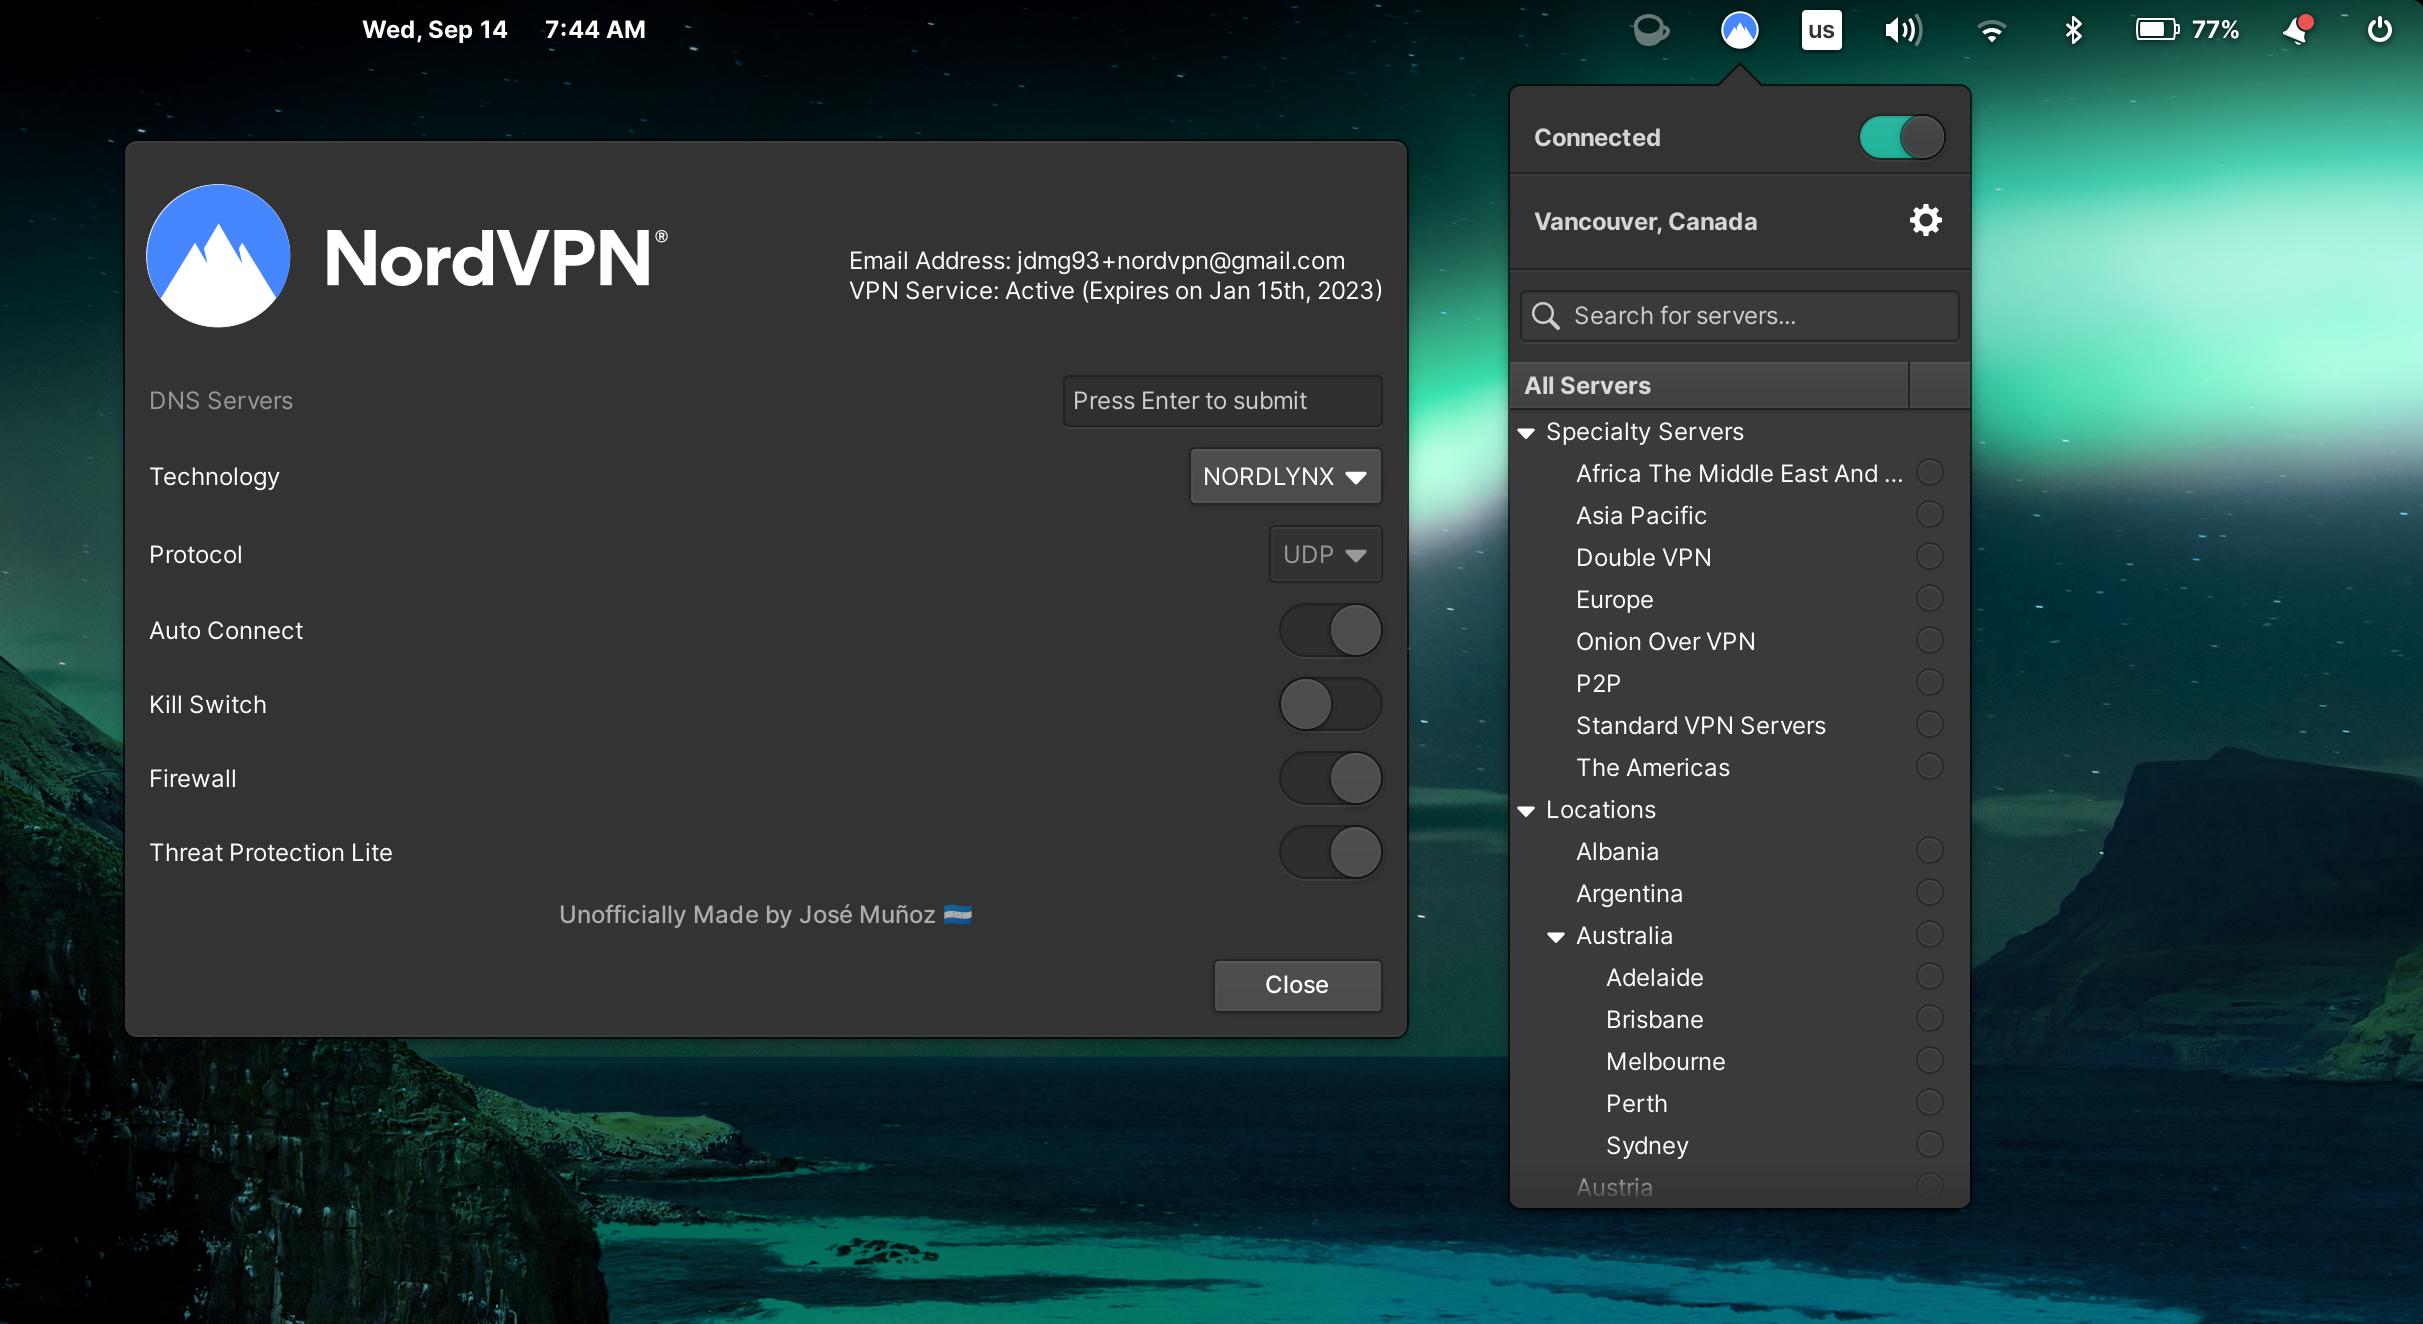 Wed, Sep 14 7:44 AM
us
77%
NordVPN®
Email Address: jdmg93+nordvpn@gmail.com
VPN Service: Active (Expires on Jan 15th, 2023)
DNS Servers
Press Enter to submit
Technology
NORDLYNX
Protocol
UDP
Auto Connect
Kill Switch
Firewall
Threat Protection Lite
Unofficially Made by José Muñoz 🇭🇳
Close
Connected
Vancouver, Canada
Search for servers...
All Servers
Specialty Servers
Africa The Middle East And ...
Asia Pacific
Double VPN
Europe
Onion Over VPN
P2P
Standard VPN Servers
The Americas
Locations
Albania
Argentina
Australia
Adelaide
Brisbane
Melbourne
Perth
Sydney
Austria